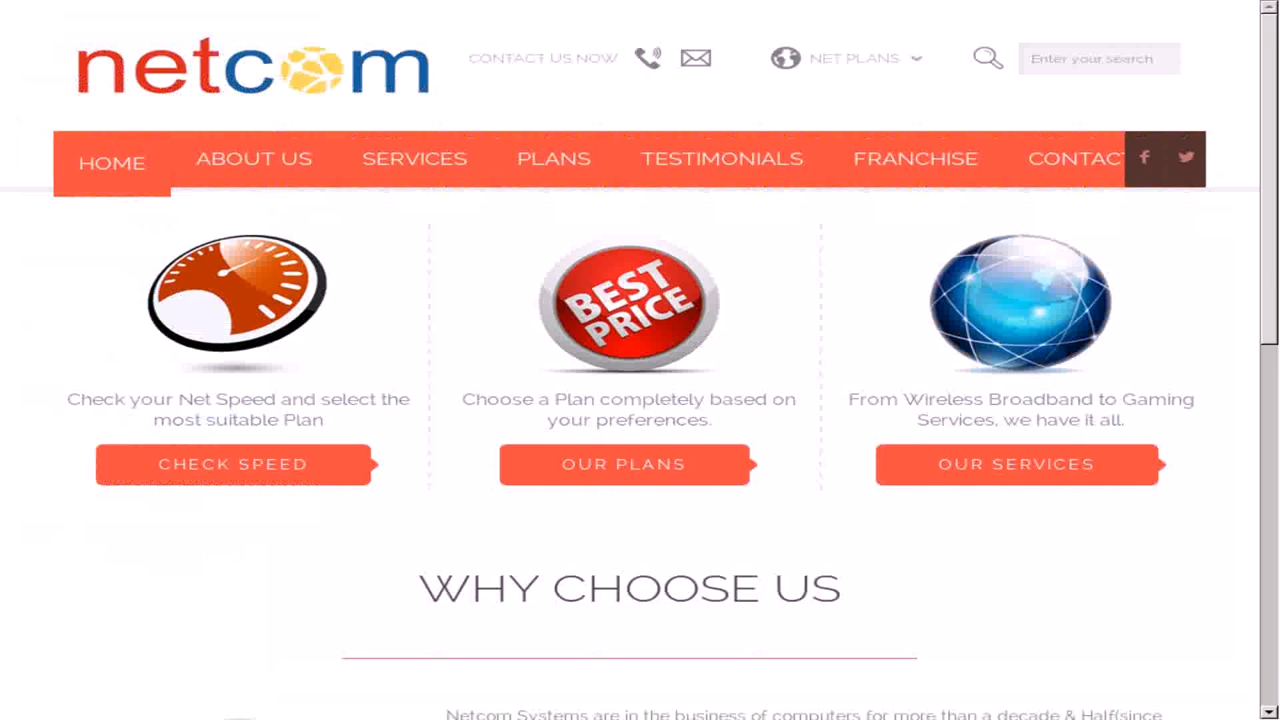 netcom
CONTACT US NOW
NET PLANS
Enter your search
HOME
ABOUT US
SERVICES
PLANS
TESTIMONIALS
FRANCHISE
CONTACT
BEST
PRICE
Check your Net Speed and select the
most suitable Plan
CHECK SPEED
Choose a Plan completely based on
your preferences.
OUR PLANS
From Wireless Broadband to Gaming
Services, we have it all.
OUR SERVICES
WHY CHOOSE US
Netcom Systems are in the business of computers for more than a decade & Half(since